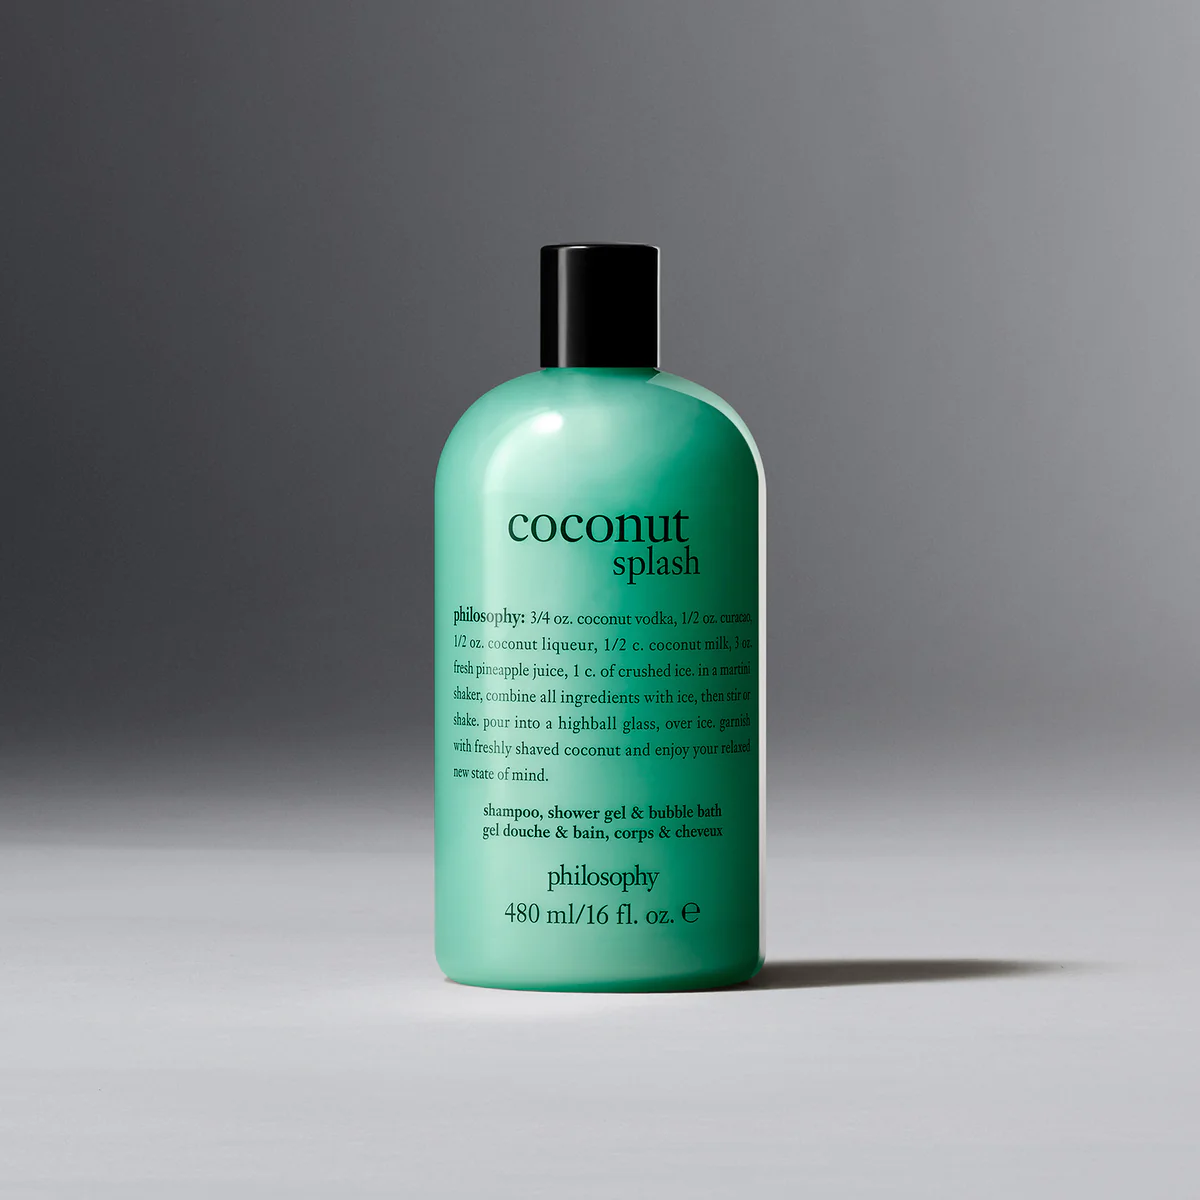 coconut
splash
philosophy: 3/4 oz. coconut vodka, 1/2 oz. curacao,
1/2 oz. coconut liqueur, 1/2 c. coconut milk, 3 oz.
fresh pineapple juice, 1 c. of crushed ice. in a martini
shaker, combine all ingredients with ice, then stir or
shake. pour into a highball glass, over ice. garnish
with freshly shaved coconut and enjoy your relaxed
new state of mind.
shampoo, shower gel & bubble bath
gel douche & bain, corps & cheveux
philosophy
480 ml/16 fl. oz. ℮